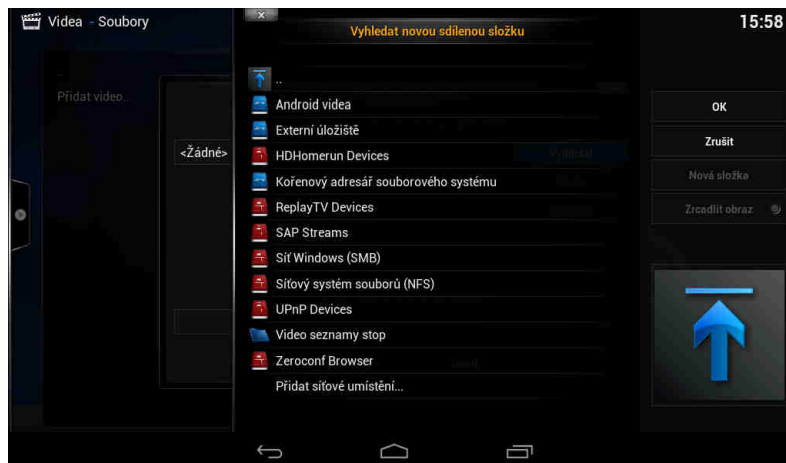 Videa - Soubory
Vyhledat novou sdílenou složku
15:58
..
Přidat video...
<Žádné>
..
Android videa
Externí úložiště
HDHomerun Devices
Kořenový adresář souborového systému
ReplayTV Devices
SAP Streams
Síť Windows (SMB)
Síťový systém souborů (NFS)
UPnP Devices
Video seznamy stop
Zeroconf Browser
Přidat síťové umístění...
OK
Zrušit
Nová složka
Zrcadlit obraz